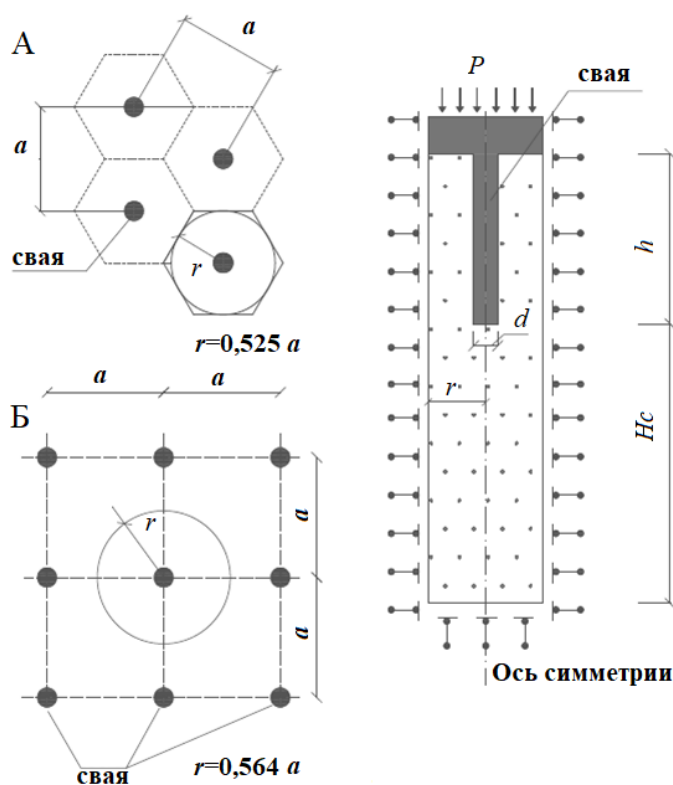 А
a
a
r
свая
r=0,525 a
Б
a
a
r
a
a
свая
r=0,564 a
P
свая
h
d
r
Hc
Ось симметрии